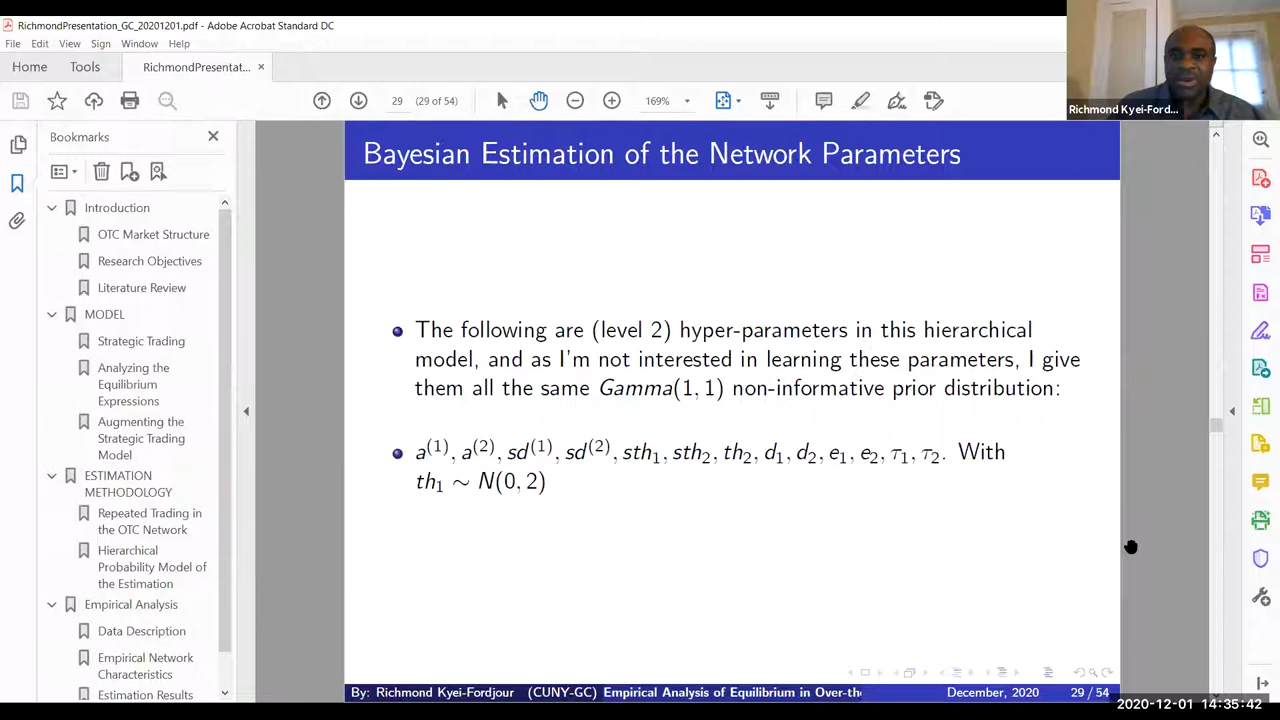 RichmondPresentation_GC_20201201.pdf - Adobe Acrobat Standard DC
File Edit View Sign Window Help
Home Tools RichmondPresentat... ×
29 (29 of 54) 169%
Richmond Kyei-Ford...
Bookmarks
Introduction
OTC Market Structure
Research Objectives
Literature Review
MODEL
Strategic Trading
Analyzing the
Equilibrium
Expressions
Augmenting the
Strategic Trading
Model
ESTIMATION
METHODOLOGY
Repeated Trading in
the OTC Network
Hierarchical
Probability Model of
the Estimation
Empirical Analysis
Data Description
Empirical Network
Characteristics
Estimation Results
Bayesian Estimation of the Network Parameters
The following are (level 2) hyper-parameters in this hierarchical
model, and as I'm not interested in learning these parameters, I give
them all the same Gamma(1, 1) non-informative prior distribution:
a⁽¹⁾, a⁽²⁾, sd⁽¹⁾, sd⁽²⁾, sth₁, sth₂, th₂, d₁, d₂, e₁, e₂, τ₁, τ₂. With
th₁ ∼ N(0, 2)
By: Richmond Kyei-Fordjour (CUNY-GC) Empirical Analysis of Equilibrium in Over-the December, 2020 29 / 54
2020-12-01 14:35:42